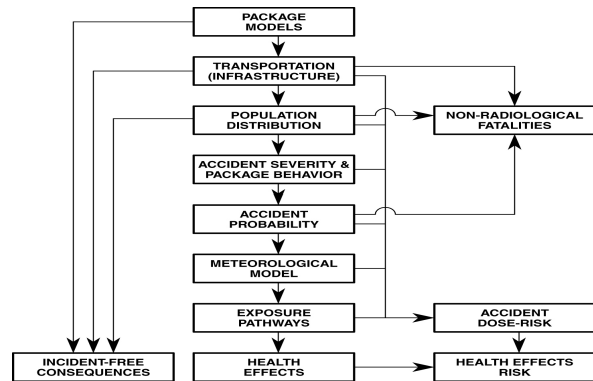 PACKAGE
MODELS
TRANSPORTATION
(INFRASTRUCTURE)
POPULATION
DISTRIBUTION
NON-RADIOLOGICAL
FATALITIES
ACCIDENT SEVERITY &
PACKAGE BEHAVIOR
ACCIDENT
PROBABILITY
METEOROLOGICAL
MODEL
EXPOSURE
PATHWAYS
ACCIDENT
DOSE-RISK
INCIDENT-FREE
CONSEQUENCES
HEALTH
EFFECTS
HEALTH EFFECTS
RISK